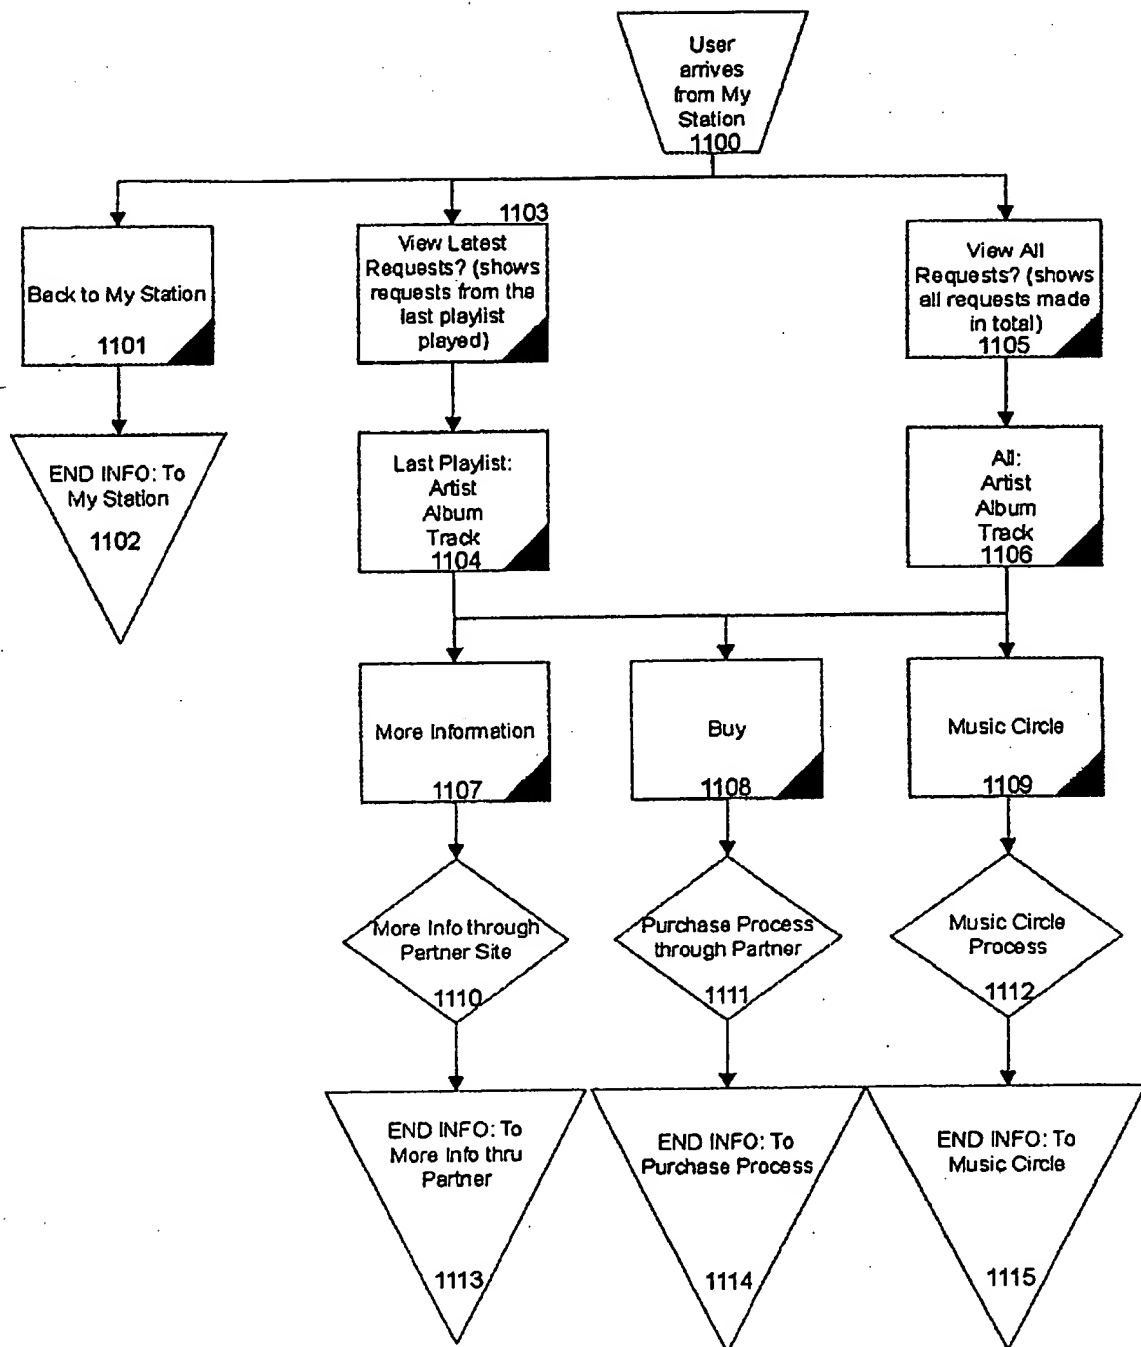 User
arrives
from My
Station
1100
Back to My Station
1101
1103
View Latest
Requests? (shows
requests from the
last playlist
played)
View All
Requests? (shows
all requests made
in total)
1105
END INFO: To
My Station
1102
Last Playlist:
Artist
Album
Track
1104
All:
Artist
Album
Track
1106
More Information
1107
Buy
1108
Music Circle
1109
More Info through
Partner Site
1110
Purchase Process
through Partner
1111
Music Circle
Process
1112
END INFO: To
More Info thru
Partner
1113
END INFO: To
Purchase Process
1114
END INFO: To
Music Circle
1115